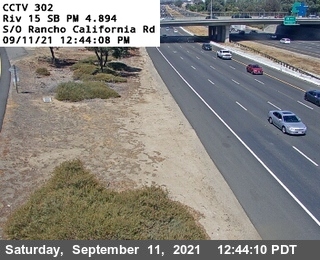 CCTV 302
Riv 15 SB PM 4.894
S/O Rancho California Rd
09/11/21 12:44:08 PM
Saturday, September 11, 2021 12:44:10 PDT